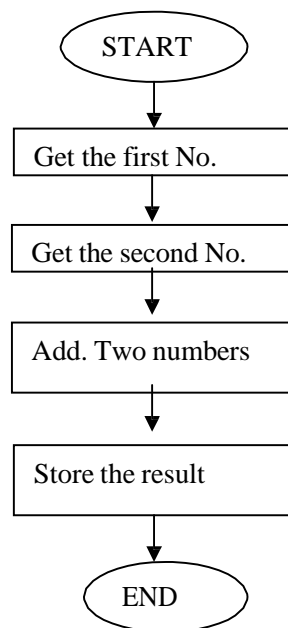 START
Get the first No.
Get the second No.
Add. Two numbers
Store the result
END